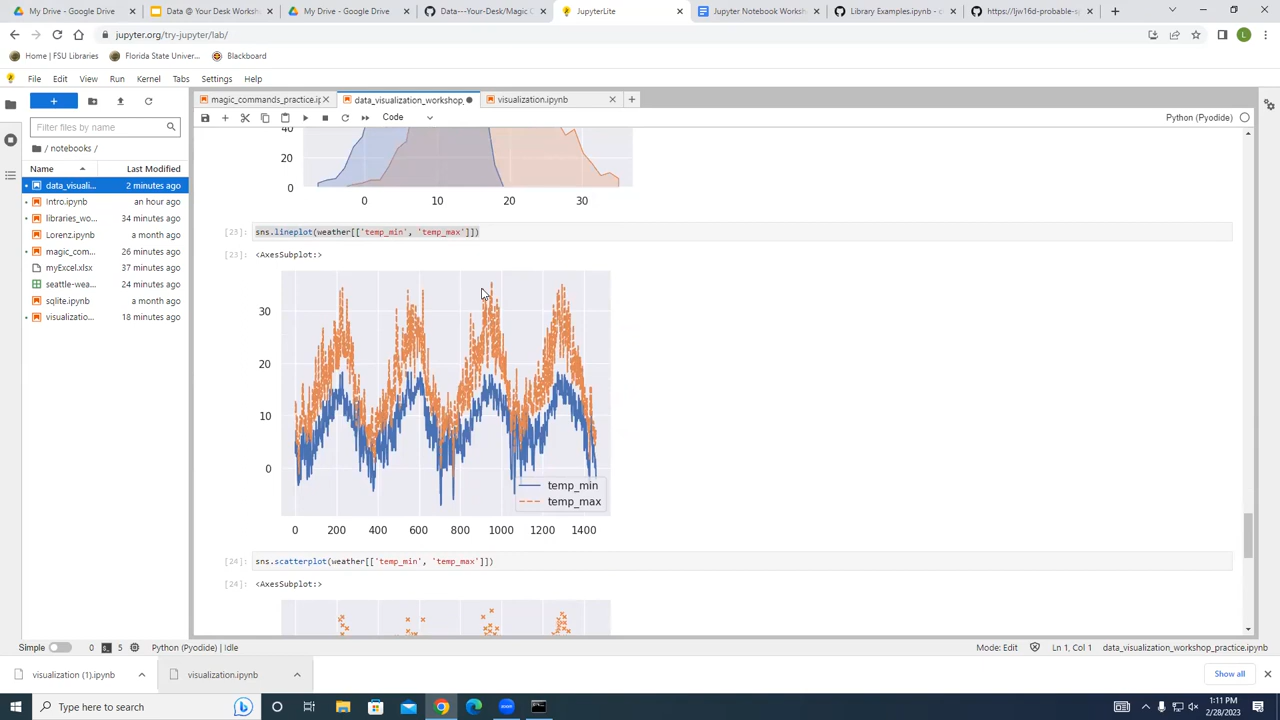 My Drive - Google Drive
Data @ Your Desk Worksho
My Drive - Google Drive
Data---Your-Desk/Magic C
JupyterLite
Jupyter Notebook Worksho
Library Examples.ipynb - c
https://ljw16d-probable-s
jupyter.org/try-jupyter/lab/
L
Home | FSU Libraries
Florida State Univer...
Blackboard
File Edit View Run Kernel Tabs Settings Help
magic_commands_practice.ip
data_visualization_workshop_
visualization.ipynb
Filter files by name
Code
Python (Pyodide)
/ notebooks /
Name Last Modified
data_visuali... 2 minutes ago
Intro.ipynb an hour ago
libraries_wo... 34 minutes ago
Lorenz.ipynb a month ago
magic_com... 26 minutes ago
myExcel.xlsx 37 minutes ago
seattle-wea... 24 minutes ago
sqlite.ipynb a month ago
visualizatio... 18 minutes ago
40
20
0
0 10 20 30
[23]: sns.lineplot(weather[['temp_min', 'temp_max']])
[23]: <AxesSubplot:>
30
20
10
0
temp_min
temp_max
0 200 400 600 800 1000 1200 1400
[24]: sns.scatterplot(weather[['temp_min', 'temp_max']])
[24]: <AxesSubplot:>
Simple 0 5 Python (Pyodide) | Idle
Mode: Edit Ln 1, Col 1 data_visualization_workshop_practice.ipynb
visualization (1).ipynb
visualization.ipynb
Show all
Type here to search
1:11 PM
2/28/2023